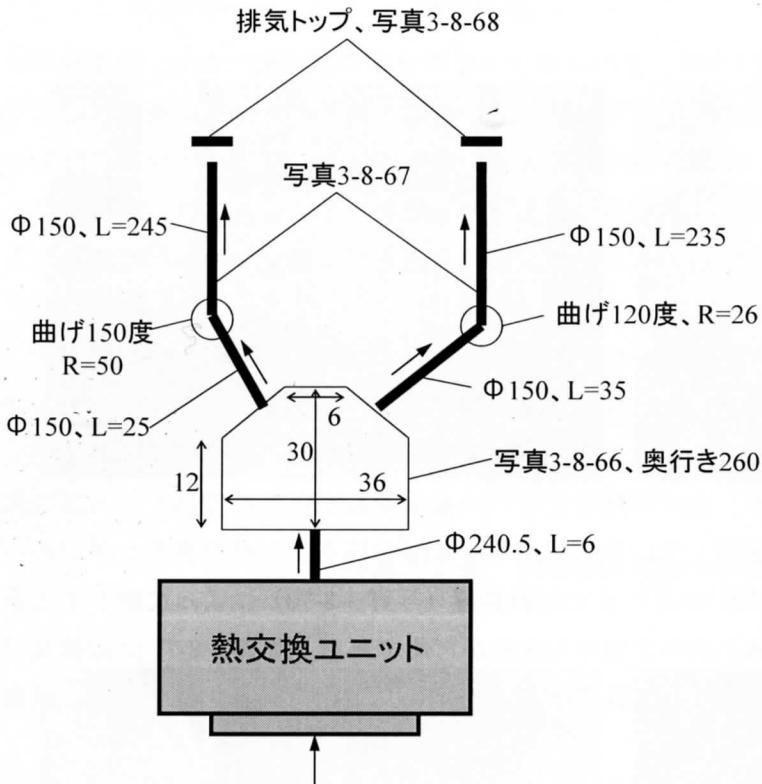 排気トップ、写真3-8-68
写真3-8-67
Φ150、L=245
Φ150、L=235
曲げ150度
R=50
曲げ120度、R=26
Φ150、L=35
Φ150、L=25
6
30
12
36
写真3-8-66、奥行き260
Φ240.5、L=6
熱交換ユニット